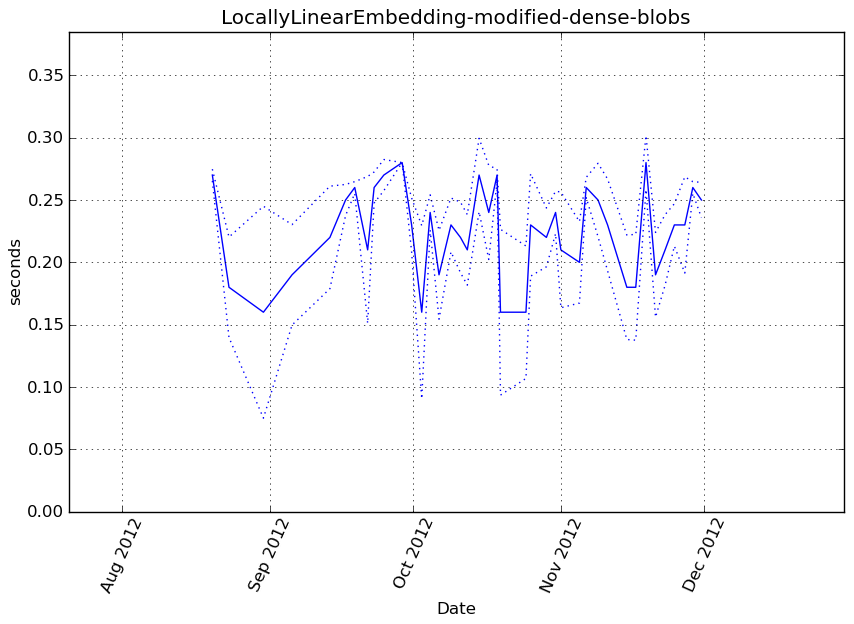 LocallyLinearEmbedding-modified-dense-blobs
0.35
0.30
0.25
0.20
0.15
0.10
0.05
0.00
seconds
Aug 2012
Sep 2012
Oct 2012
Nov 2012
Dec 2012
Date